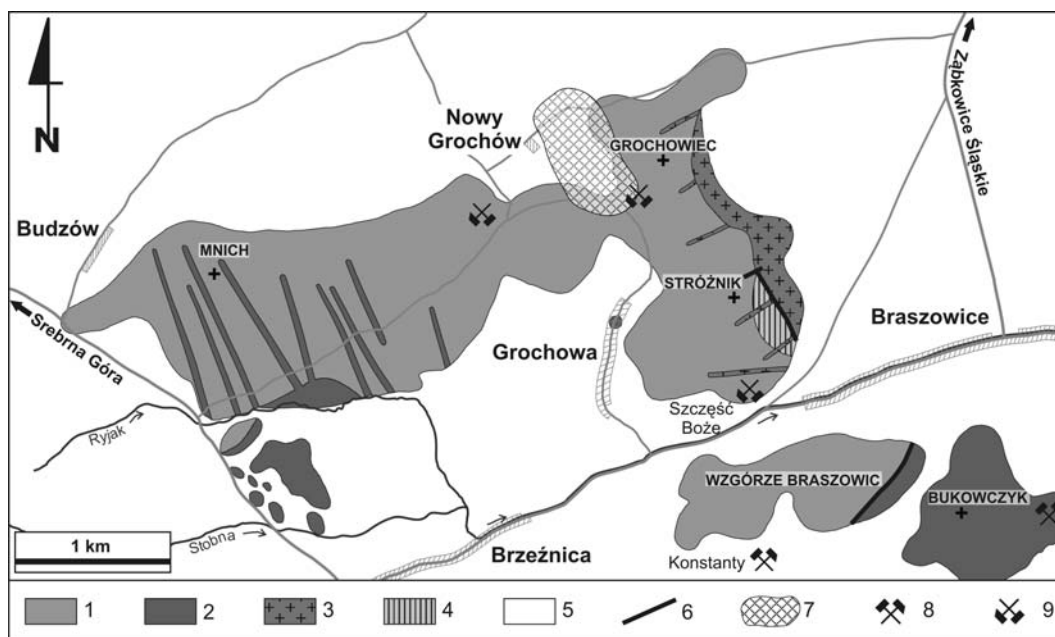 N
Nowy
Grochów
GROCHOWIEC
Ząbkowice Śląskie
Budzów
MNICH
STRÓŻNIK
Srebrna Góra
Grochowa
Braszowice
Szczęść
Boże
Ryjak
WZGÓRZE BRASZOWIC
BUKOWCZYK
1 km
Stobna
Brzeźnica
Konstanty
1 2 3 4 5 6 7 8 9